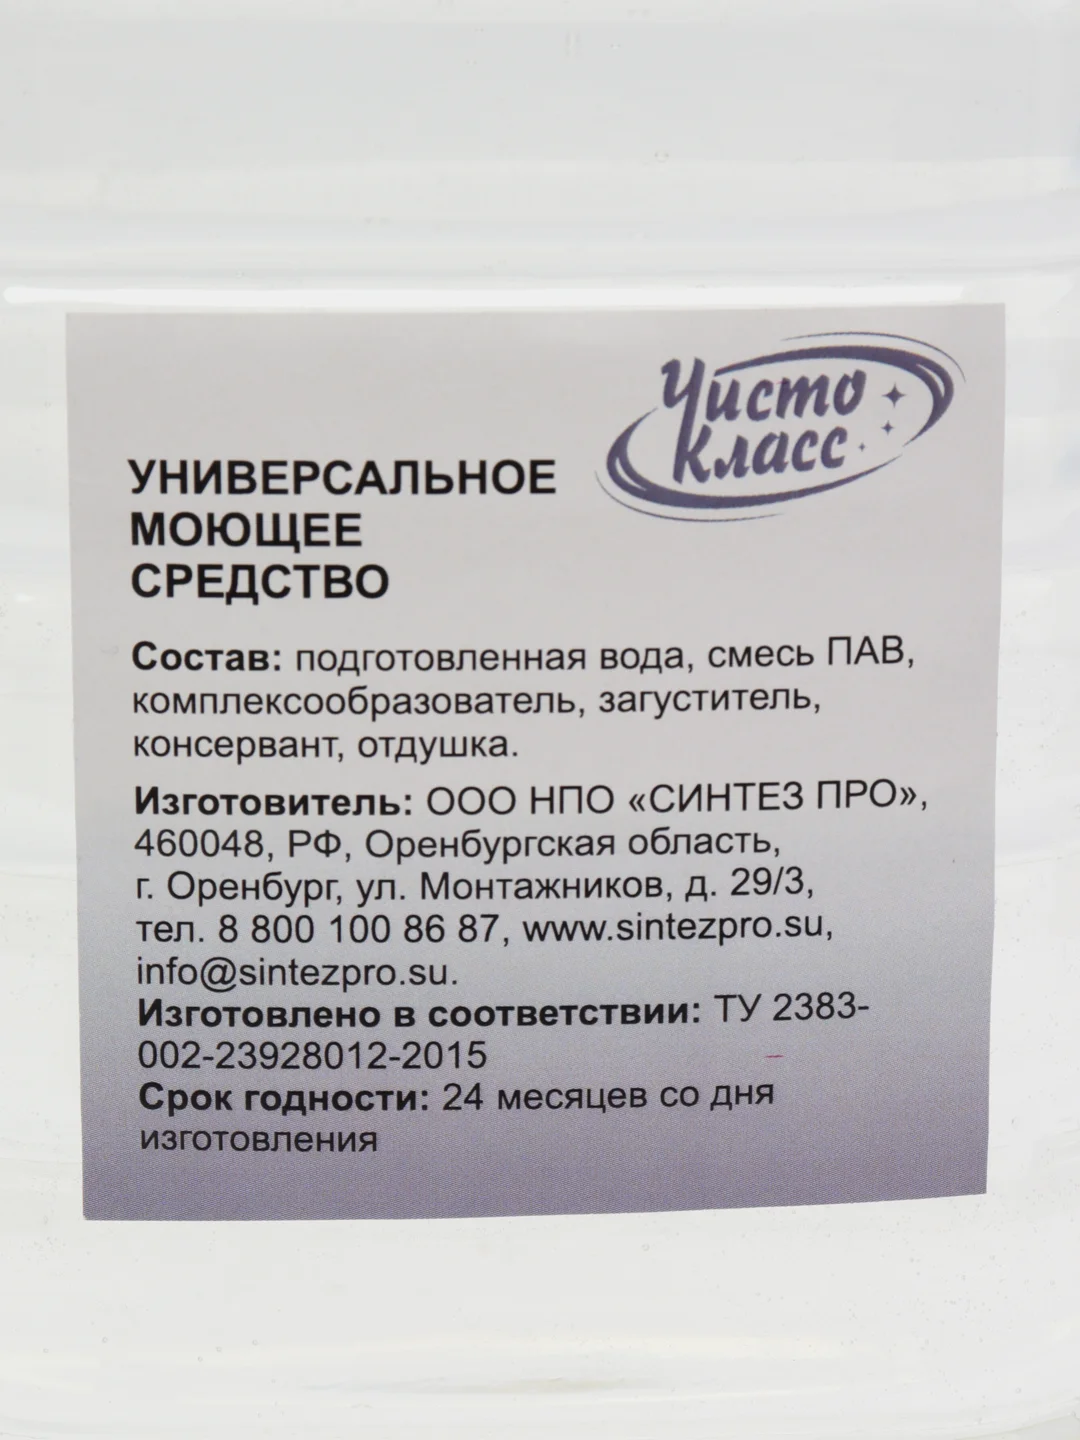 Чисто
Класс
УНИВЕРСАЛЬНОЕ
МОЮЩЕЕ
СРЕДСТВО
Состав: подготовленная вода, смесь ПАВ,
комплексообразователь, загуститель,
консервант, отдушка.
Изготовитель: ООО НПО «СИНТЕЗ ПРО»,
460048, РФ, Оренбургская область,
г. Оренбург, ул. Монтажников, д. 29/3,
тел. 8 800 100 86 87, www.sintezpro.su,
info@sintezpro.su.
Изготовлено в соответствии: ТУ 2383-
002-23928012-2015
Срок годности: 24 месяцев со дня
изготовления